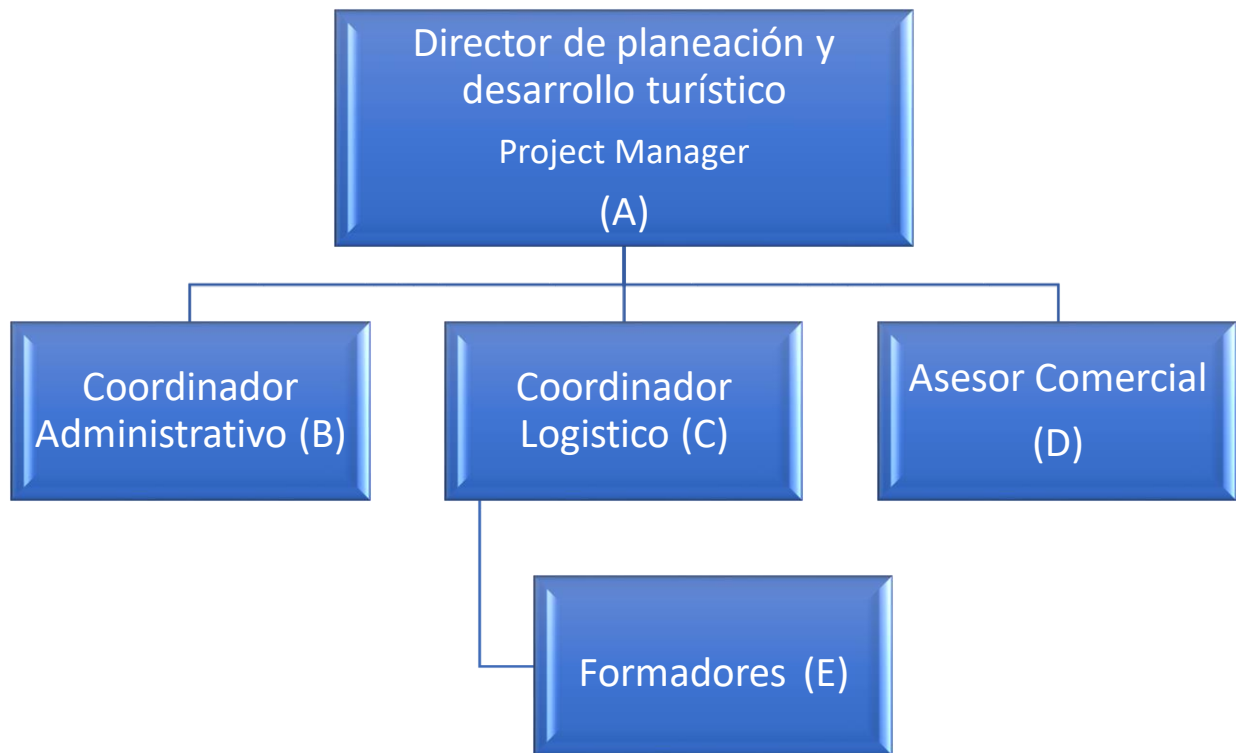 Director de planeación y
desarrollo turístico
Project Manager
(A)
Coordinador
Administrativo (B)
Coordinador
Logistico (C)
Asesor Comercial
(D)
Formadores (E)